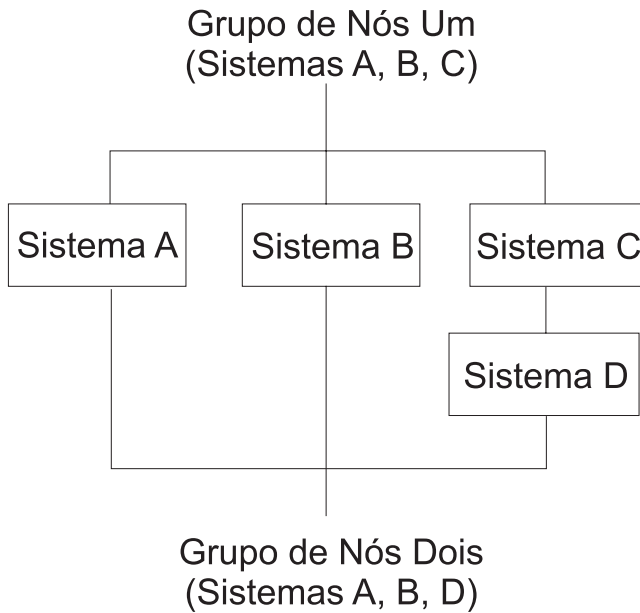 Grupo de Nós Um
(Sistemas A, B, C)
Sistema A
Sistema B
Sistema C
Sistema D
Grupo de Nós Dois
(Sistemas A, B, D)